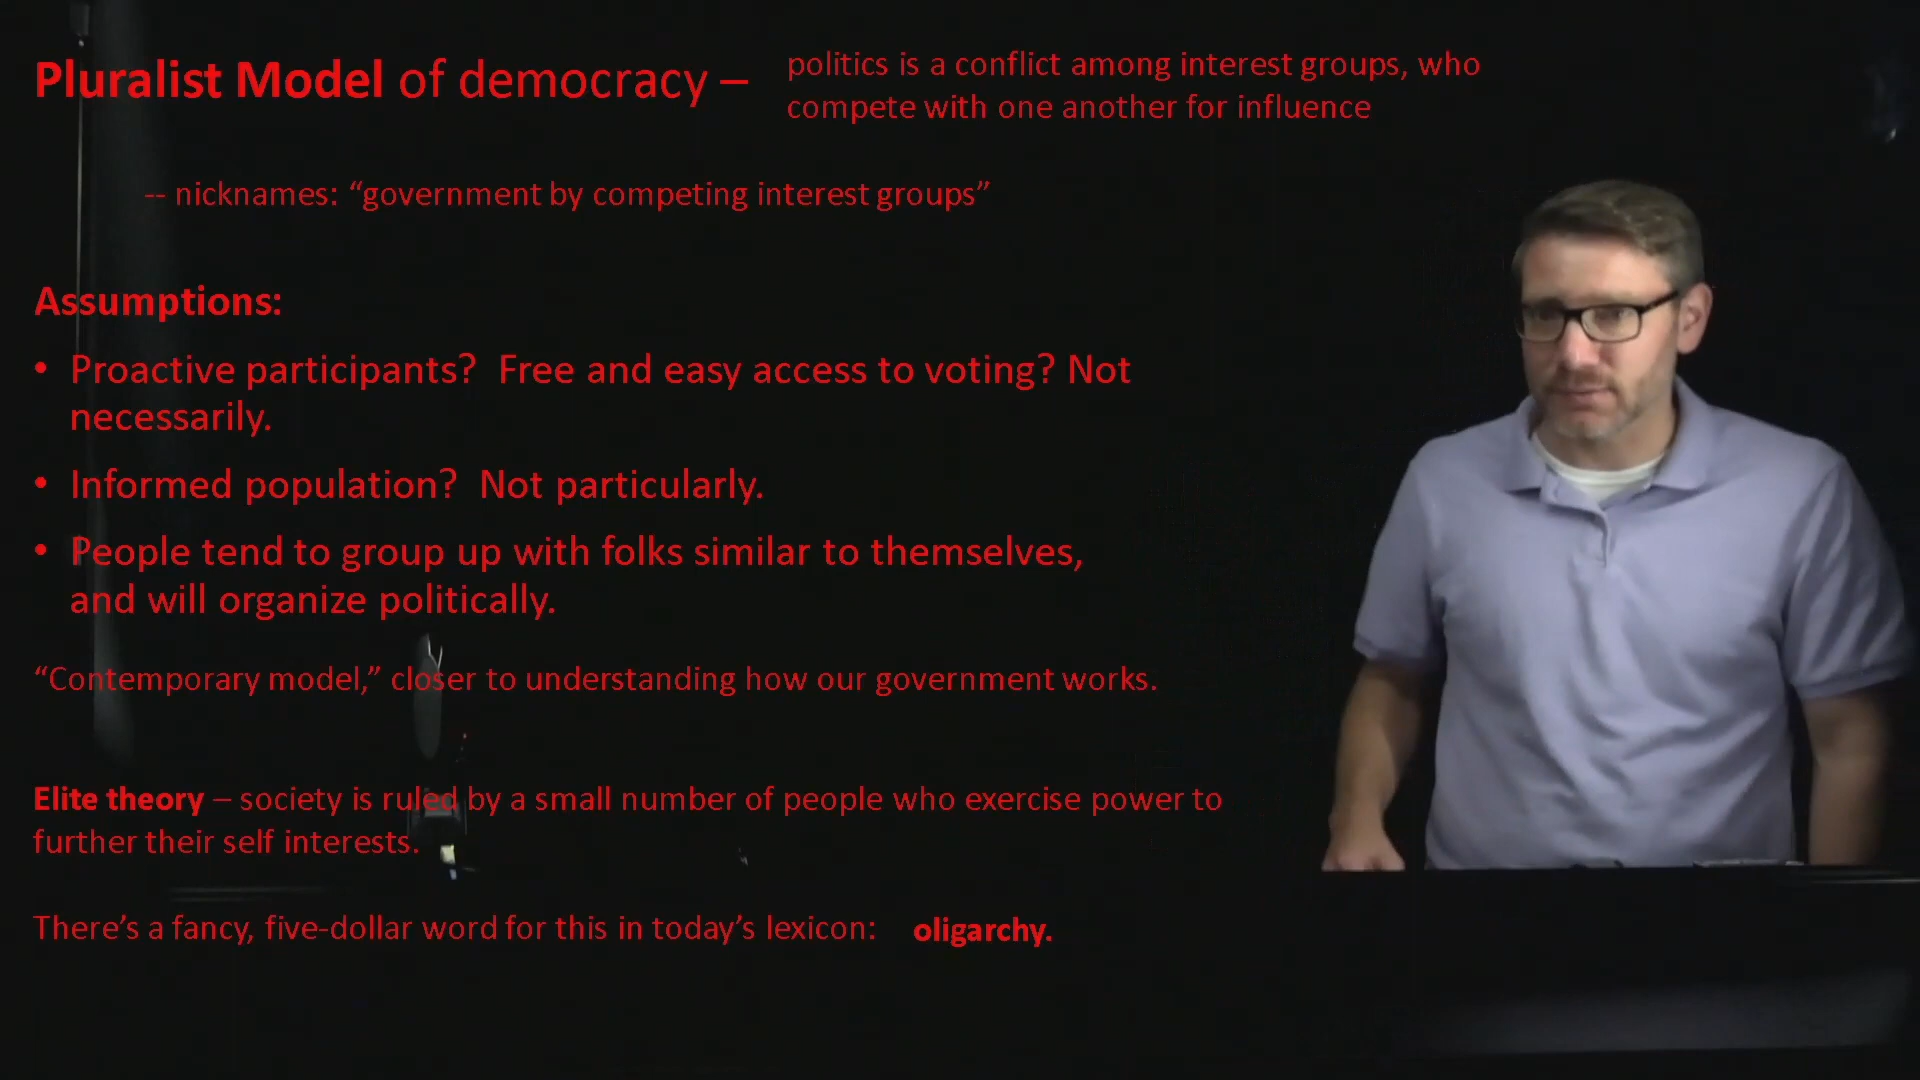 Pluralist Model of democracy –
politics is a conflict among interest groups, who
compete with one another for influence
-- nicknames: “government by competing interest groups”
Assumptions:
• Proactive participants?  Free and easy access to voting? Not
necessarily.
• Informed population?  Not particularly.
• People tend to group up with folks similar to themselves,
and will organize politically.
“Contemporary model,” closer to understanding how our government works.
Elite theory – society is ruled by a small number of people who exercise power to
further their self interests.
There’s a fancy, five-dollar word for this in today’s lexicon: oligarchy.